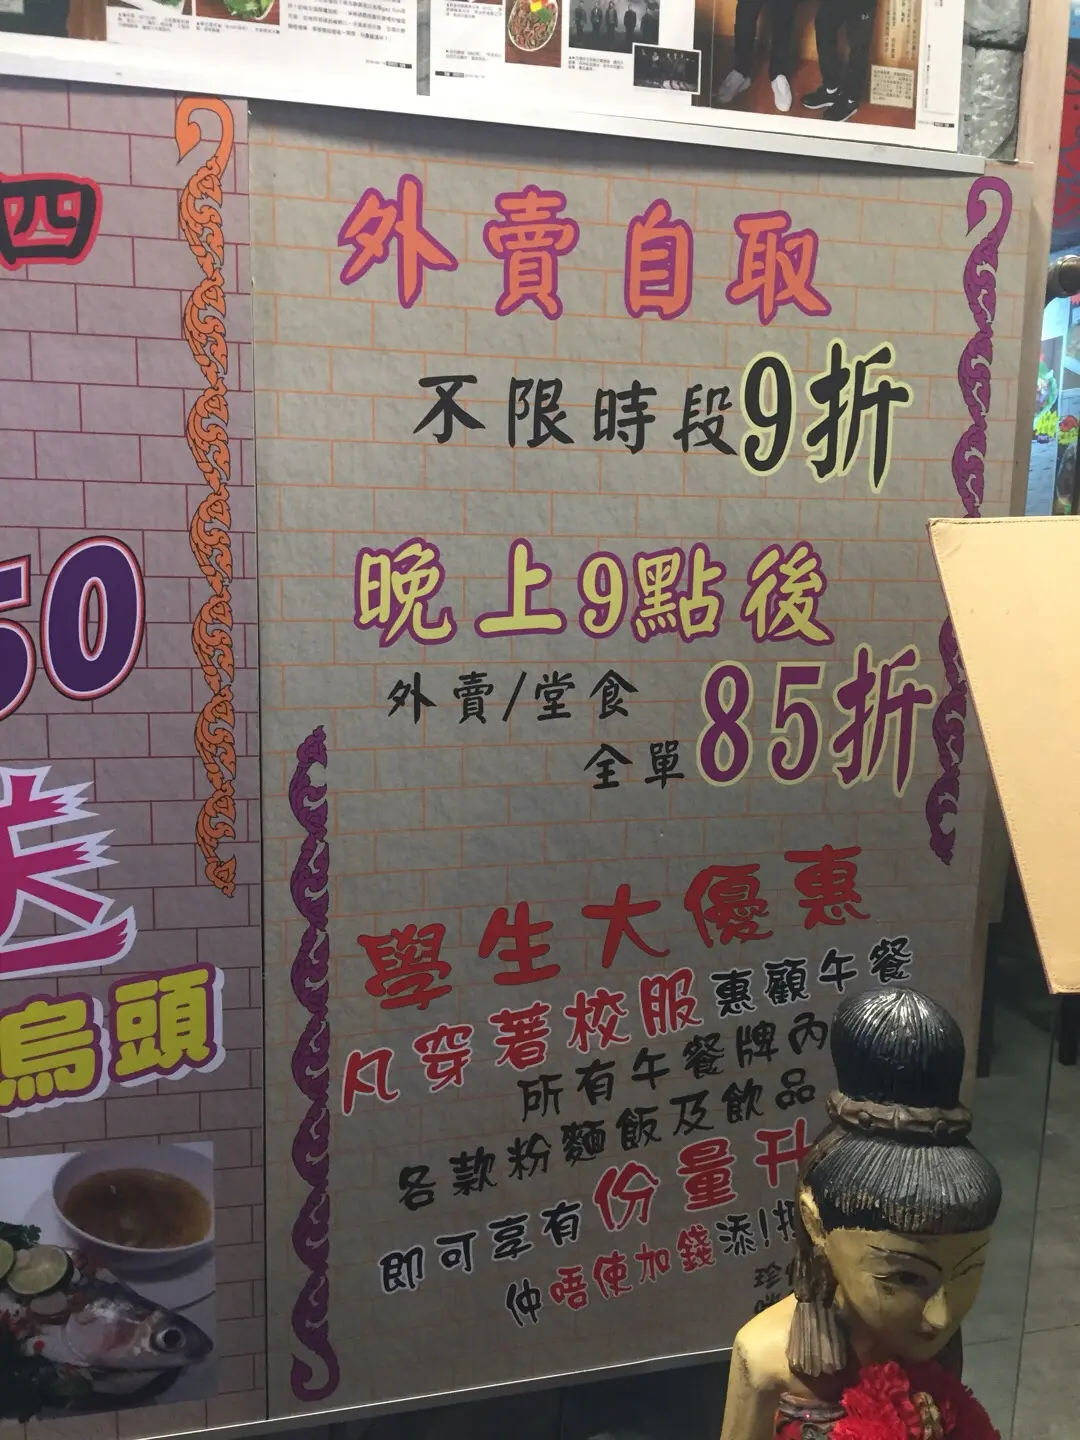 四
50
送
烏頭
外賣自取
不限時段9折
晚上9點後
外賣/堂食
全單85折
學生大優惠
凡穿著校服惠顧午餐
所有午餐牌內
各款粉麵飯及飲品
即可享有份量升
仲唔使加錢添!
珍